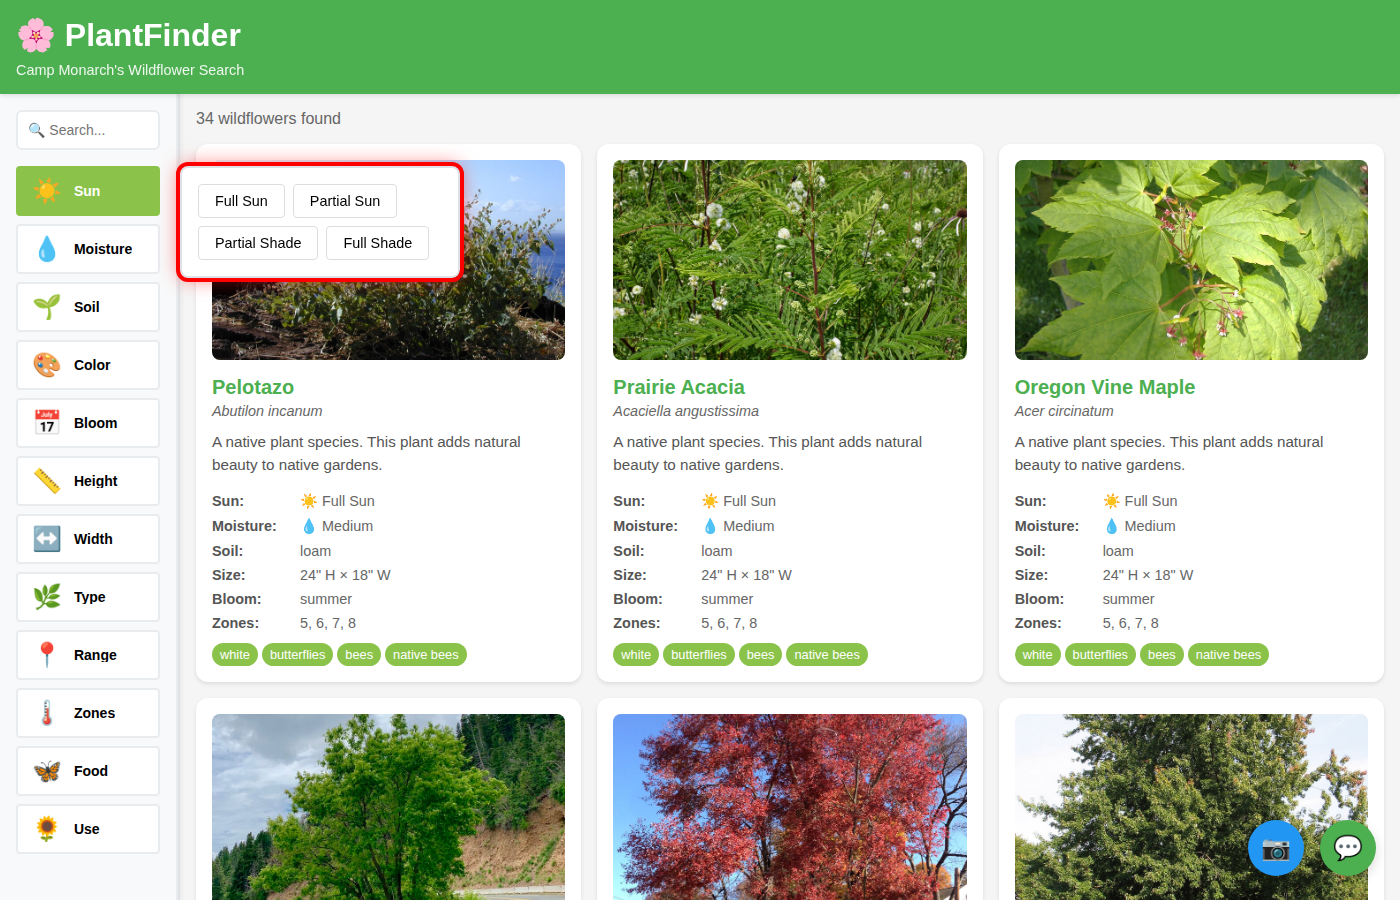 PlantFinder
Camp Monarch's Wildflower Search
Search...
34 wildflowers found
Sun
Moisture
Soil
Color
July
17
Bloom
Height
Width
Type
Range
Zones
Food
Use
Full Sun
Partial Sun
Partial Shade
Full Shade
Pelotazo
Abutilon incanum
A native plant species. This plant adds natural
beauty to native gardens.
Sun: Full Sun
Moisture: Medium
Soil: loam
Size: 24" H × 18" W
Bloom: summer
Zones: 5, 6, 7, 8
white butterflies bees native bees
Prairie Acacia
Acaciella angustissima
A native plant species. This plant adds natural
beauty to native gardens.
Sun: Full Sun
Moisture: Medium
Soil: loam
Size: 24" H × 18" W
Bloom: summer
Zones: 5, 6, 7, 8
white butterflies bees native bees
Oregon Vine Maple
Acer circinatum
A native plant species. This plant adds natural
beauty to native gardens.
Sun: Full Sun
Moisture: Medium
Soil: loam
Size: 24" H × 18" W
Bloom: summer
Zones: 5, 6, 7, 8
white butterflies bees native bees